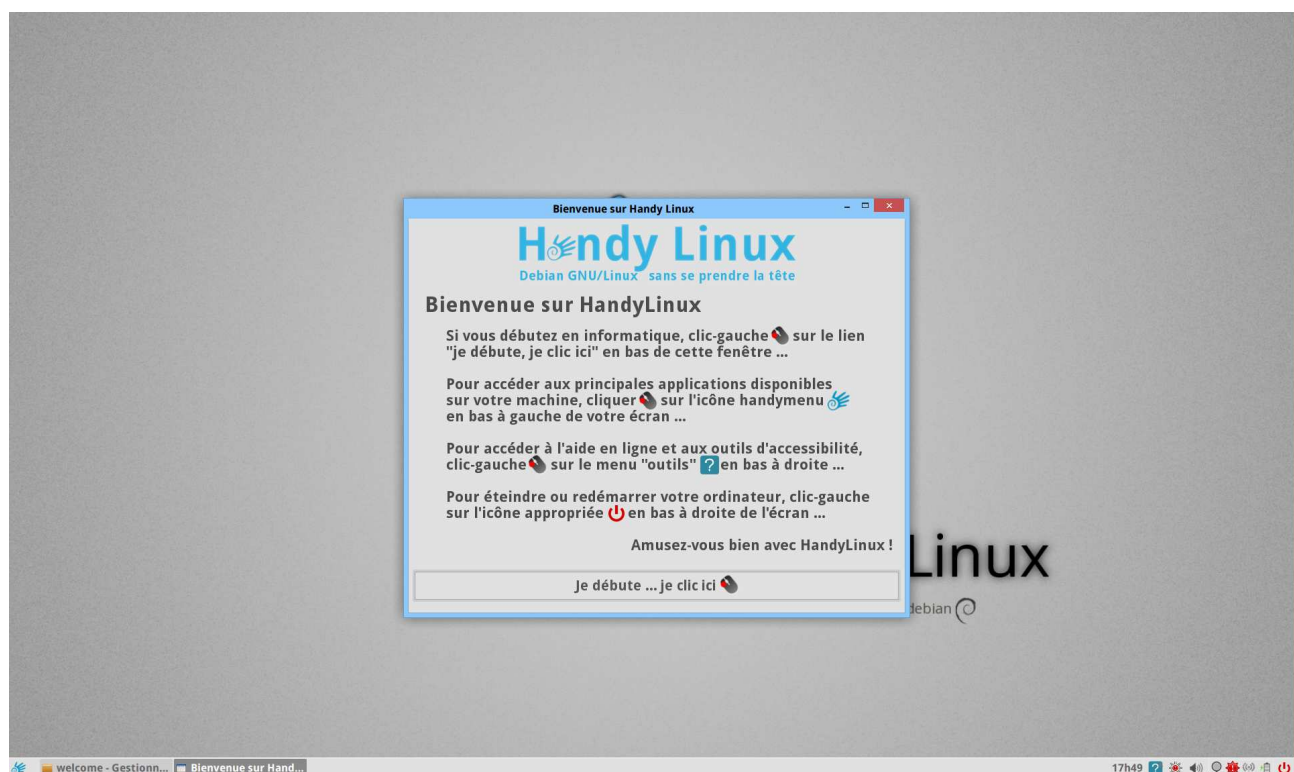 Bienvenue sur Handy Linux
Handy Linux
Debian GNU/Linux sans se prendre la tête
Bienvenue sur HandyLinux
Si vous débutez en informatique, clic-gauche sur le lien
"je débute, je clic ici" en bas de cette fenêtre ...
Pour accéder aux principales applications disponibles
sur votre machine, cliquer sur l'icône handymenu
en bas à gauche de votre écran ...
Pour accéder à l'aide en ligne et aux outils d'accessibilité,
clic-gauche sur le menu "outils" ? en bas à droite ...
Pour éteindre ou redémarrer votre ordinateur, clic-gauche
sur l'icône appropriée en bas à droite de l'écran ...
Amusez-vous bien avec HandyLinux !
Je débute ... je clic ici
Linux
debian
welcome - Gestionn...
Bienvenue sur Hand...
17h49 ?